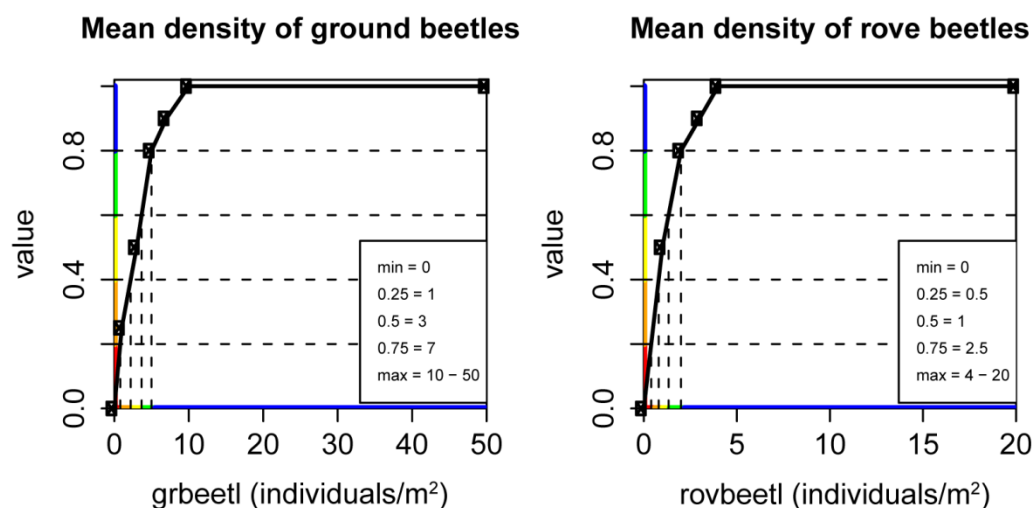 Mean density of ground beetles
value
0.0
0.4
0.8
0 10 20 30 40 50
grbeetl (individuals/m²)
min = 0
0.25 = 1
0.5 = 3
0.75 = 7
max = 10 − 50
Mean density of rove beetles
value
0.0
0.4
0.8
0 5 10 15 20
rovbeetl (individuals/m²)
min = 0
0.25 = 0.5
0.5 = 1
0.75 = 2.5
max = 4 − 20